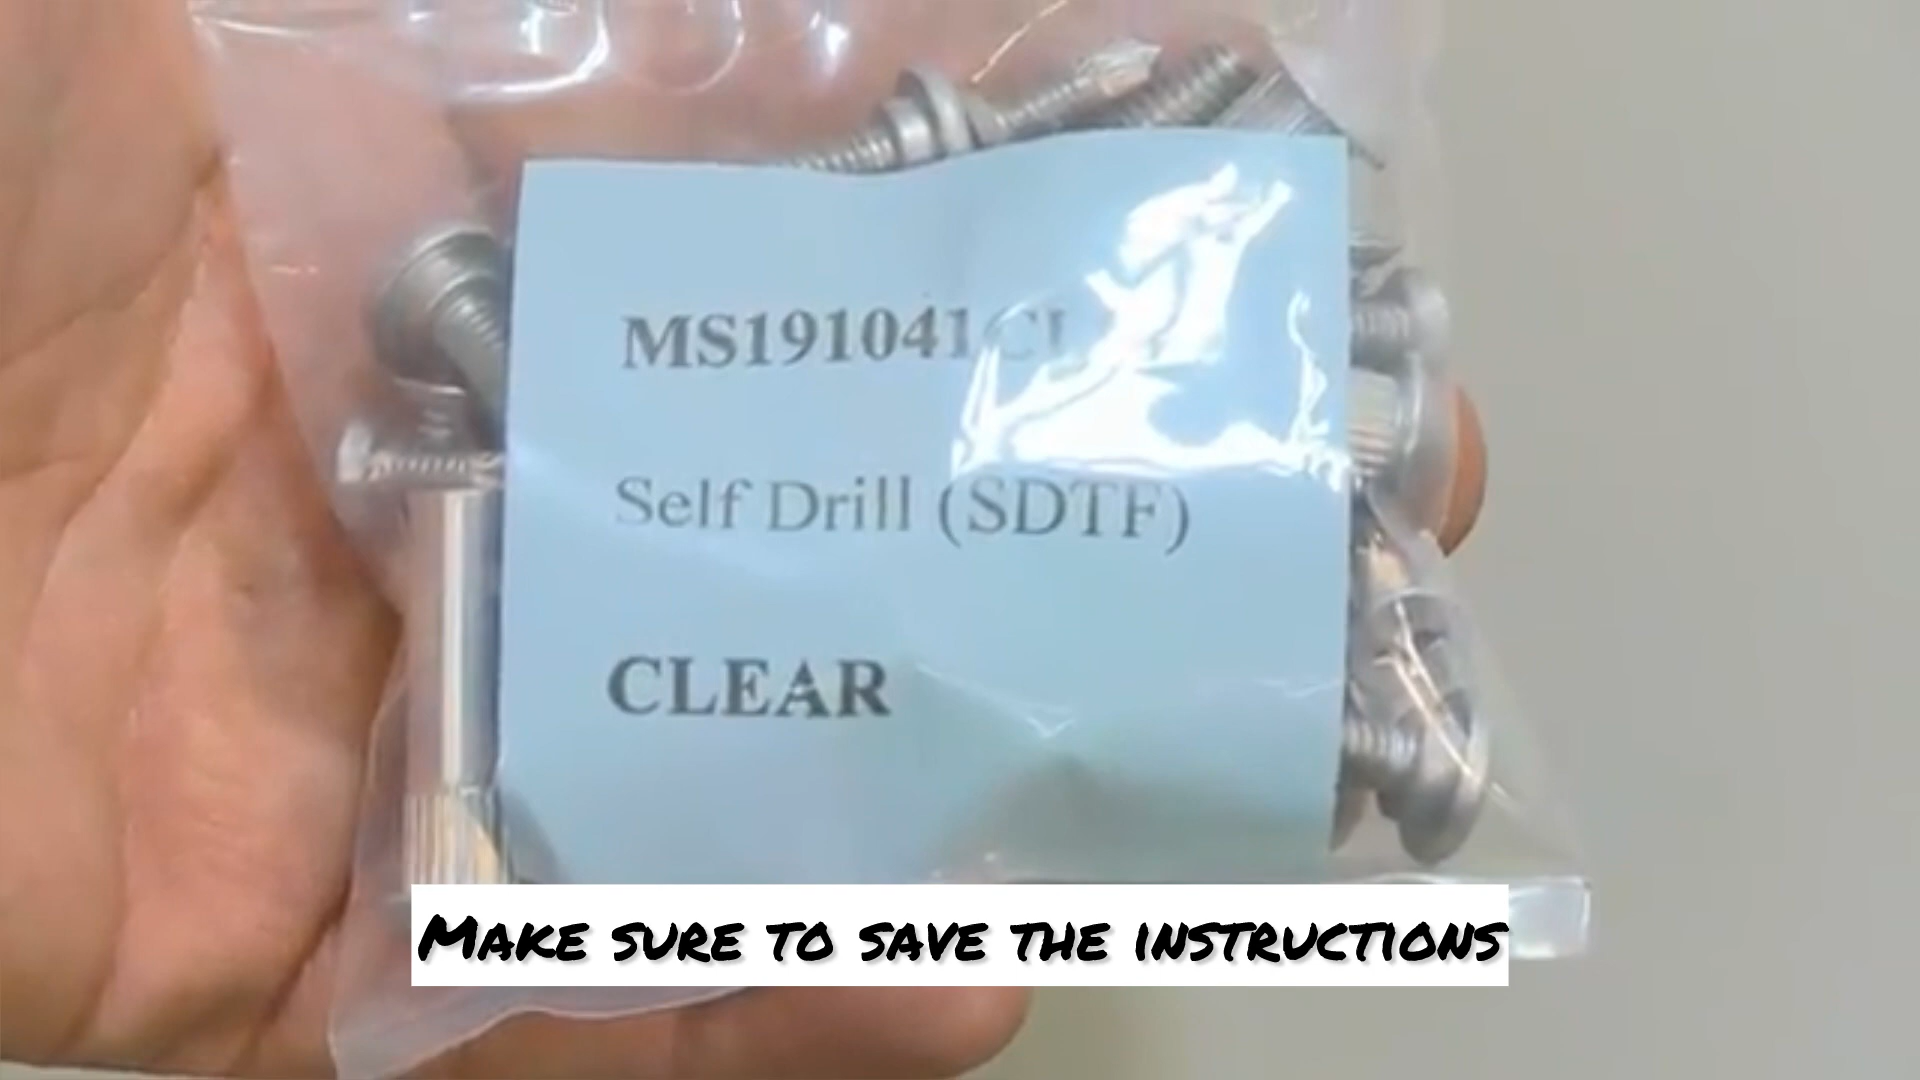 MS191041
Self Drill (SDTF)
CLEAR
Make sure to save the instructions